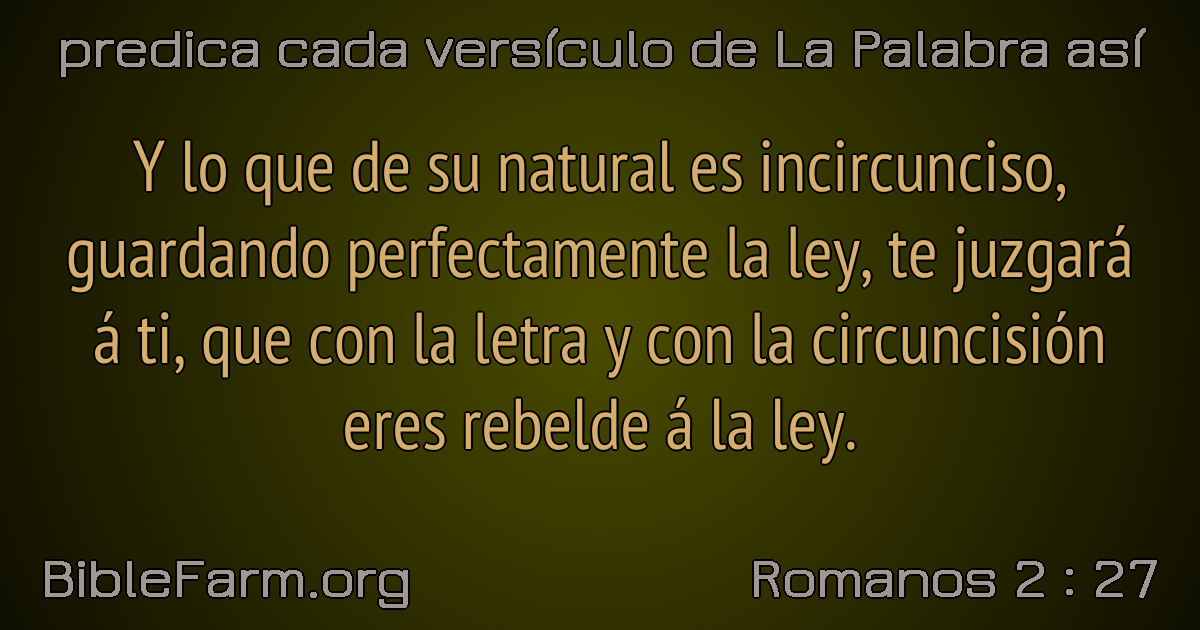 predica cada versículo de La Palabra así
Y lo que de su natural es incircunciso,
guardando perfectamente la ley, te juzgará
á ti, que con la letra y con la circuncisión
eres rebelde á la ley.
BibleFarm.org
Romanos 2 : 27